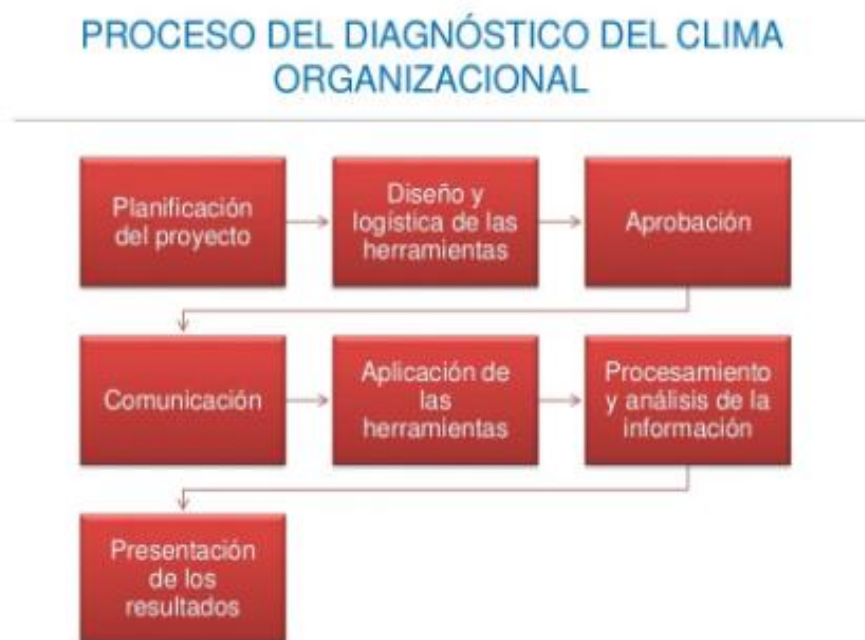 PROCESO DEL DIAGNÓSTICO DEL CLIMA
ORGANIZACIONAL
Planificación
del proyecto
Diseño y
logística de las
herramientas
Aprobación
Comunicación
Aplicación de
las
herramientas
Procesamiento
y análisis de la
información
Presentación
de los
resultados